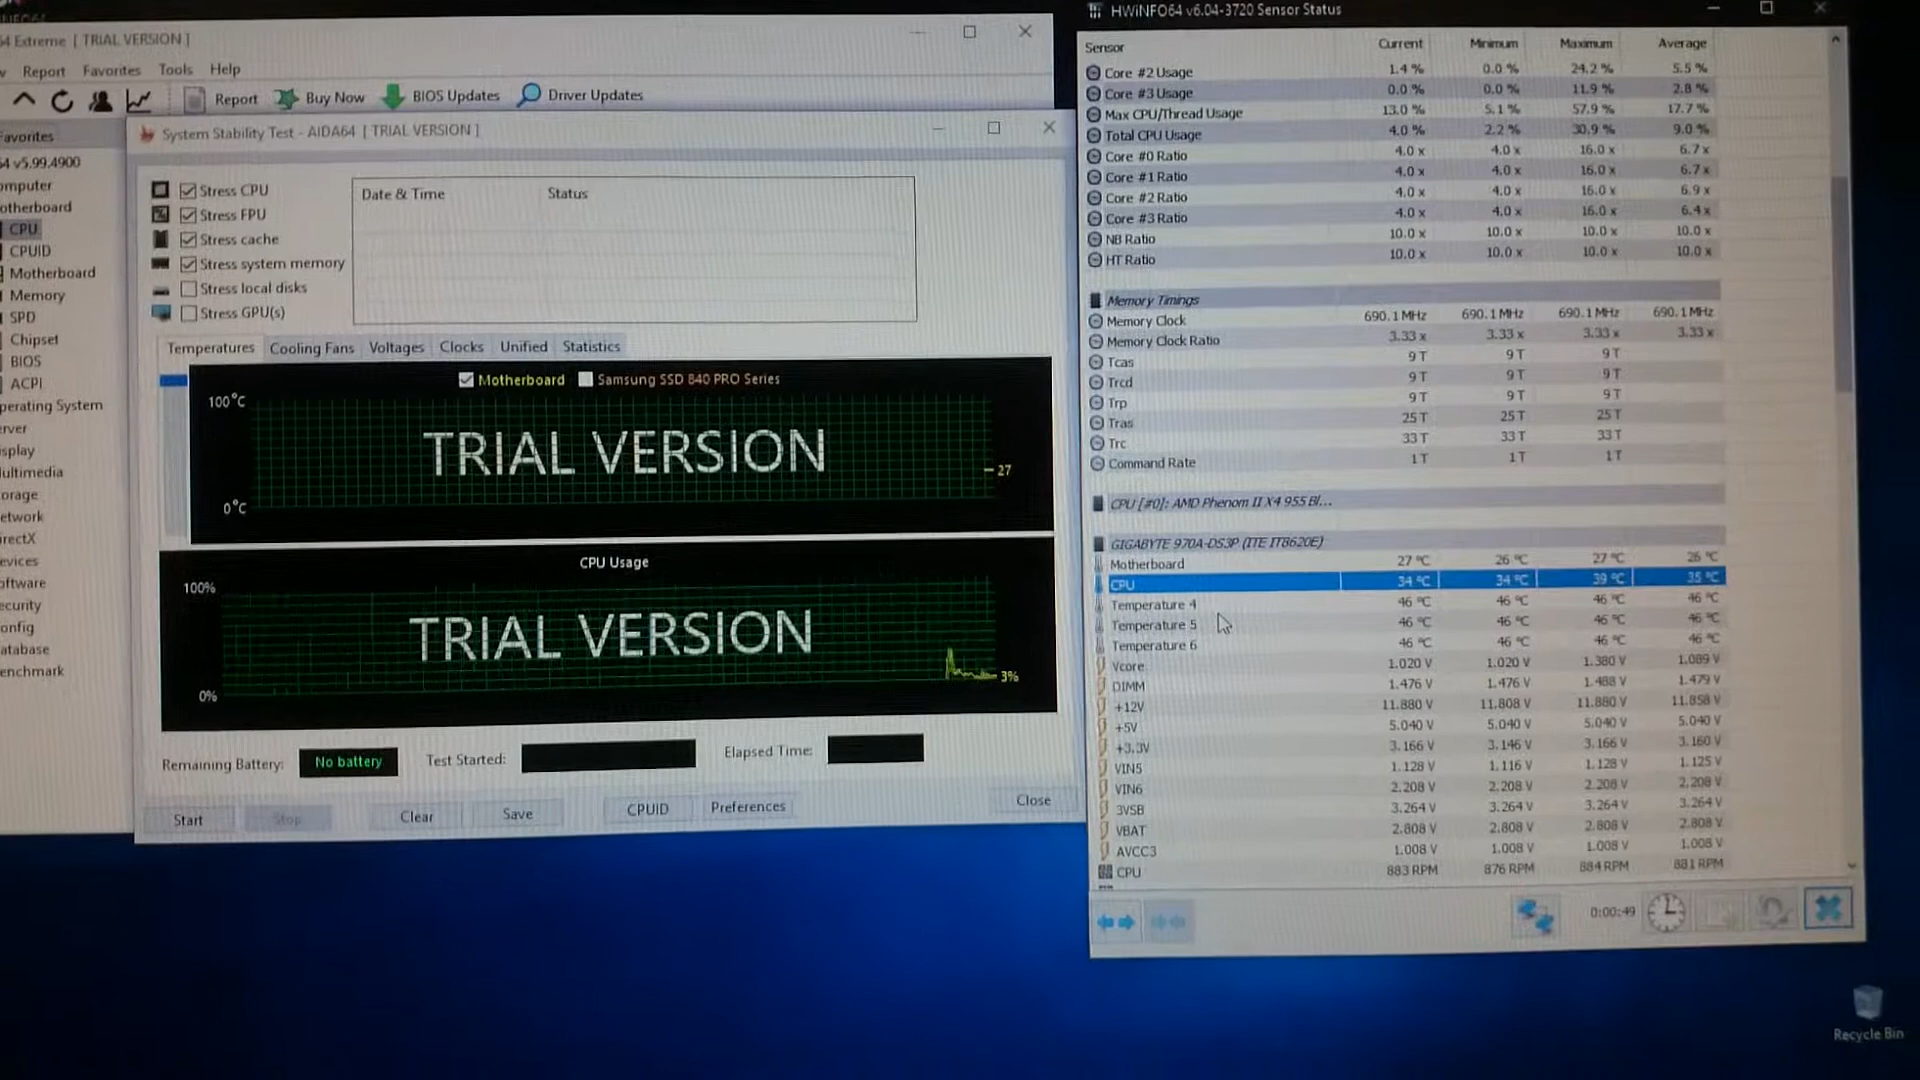 64 Extreme [ TRIAL VERSION ]
Report Favorites Tools Help
Report Buy Now BIOS Updates Driver Updates
Favorites
64 v5.99.4900
omputer
otherboard
CPU
CPUID
Motherboard
Memory
SPD
Chipset
BIOS
ACPI
perating System
erver
isplay
ultimedia
orage
etwork
irectX
evices
oftware
ecurity
onfig
atabase
enchmark
System Stability Test - AIDA64 [ TRIAL VERSION ]
Stress CPU
Stress FPU
Stress cache
Stress system memory
Stress local disks
Stress GPU(s)
Date & Time Status
Temperatures Cooling Fans Voltages Clocks Unified Statistics
Motherboard Samsung SSD 840 PRO Series
100°C
TRIAL VERSION
27
0°C
CPU Usage
100%
TRIAL VERSION
3%
0%
Remaining Battery: No battery Test Started: Elapsed Time:
Start Stop Clear Save CPUID Preferences Close
HWiNFO64 v6.04-3720 Sensor Status
Sensor Current Minimum Maximum Average
Core #2 Usage 1.4 % 0.0 % 24.2 % 5.5 %
Core #3 Usage 0.0 % 0.0 % 11.9 % 2.8 %
Max CPU/Thread Usage 13.0 % 5.1 % 57.9 % 17.7 %
Total CPU Usage 4.0 % 2.2 % 30.9 % 9.0 %
Core #0 Ratio 4.0 x 4.0 x 16.0 x 6.7 x
Core #1 Ratio 4.0 x 4.0 x 16.0 x 6.7 x
Core #2 Ratio 4.0 x 4.0 x 16.0 x 6.9 x
Core #3 Ratio 4.0 x 4.0 x 16.0 x 6.4 x
NB Ratio 10.0 x 10.0 x 10.0 x 10.0 x
HT Ratio 10.0 x 10.0 x 10.0 x 10.0 x
Memory Timings
Memory Clock 690.1 MHz 690.1 MHz 690.1 MHz 690.1 MHz
Memory Clock Ratio 3.33 x 3.33 x 3.33 x 3.33 x
Tcas 9 T 9 T 9 T
Trcd 9 T 9 T 9 T
Trp 9 T 9 T 9 T
Tras 25 T 25 T 25 T
Trc 33 T 33 T 33 T
Command Rate 1 T 1 T 1 T
CPU [#0]: AMD Phenom II X4 955 Bl...
GIGABYTE 970A-DS3P (ITE IT8620E)
Motherboard 27 °C 26 °C 27 °C 26 °C
CPU 34 °C 34 °C 39 °C 35 °C
Temperature 4 46 °C 46 °C 46 °C 46 °C
Temperature 5 46 °C 46 °C 46 °C 46 °C
Temperature 6 46 °C 46 °C 46 °C 46 °C
Vcore 1.020 V 1.020 V 1.380 V 1.089 V
DIMM 1.476 V 1.476 V 1.488 V 1.479 V
+12V 11.880 V 11.808 V 11.880 V 11.858 V
+5V 5.040 V 5.040 V 5.040 V 5.040 V
+3.3V 3.166 V 3.146 V 3.166 V 3.160 V
VIN5 1.128 V 1.116 V 1.128 V 1.125 V
VIN6 2.208 V 2.208 V 2.208 V 2.208 V
3VSB 3.264 V 3.264 V 3.264 V 3.264 V
VBAT 2.808 V 2.808 V 2.808 V 2.808 V
AVCC3 1.008 V 1.008 V 1.008 V 1.008 V
CPU 883 RPM 876 RPM 884 RPM 881 RPM
0:00:49
Recycle Bin